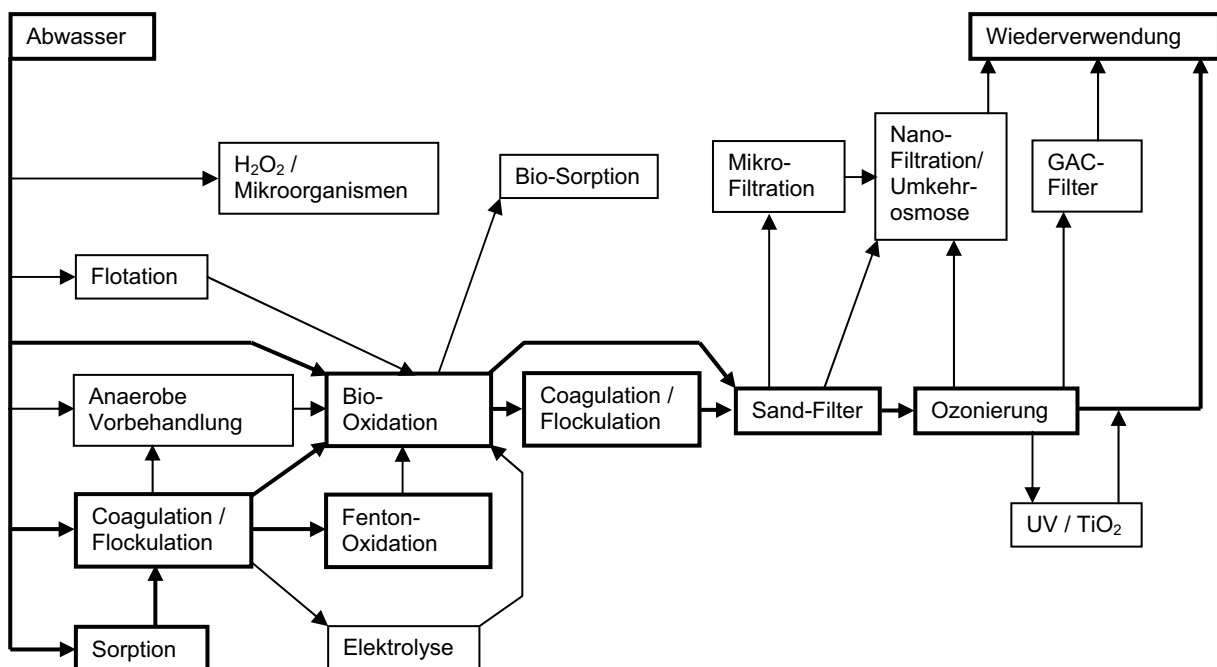 Abwasser
Wiederverwendung
H₂O₂ /
Mikroorganismen
Bio-Sorption
Mikro-
Filtration
Nano-
Filtration/
Umkehr-
osmose
GAC-
Filter
Flotation
Anaerobe
Vorbehandlung
Bio-
Oxidation
Coagulation /
Flockulation
Sand-Filter
Ozonierung
Coagulation /
Flockulation
Fenton-
Oxidation
UV / TiO₂
Sorption
Elektrolyse